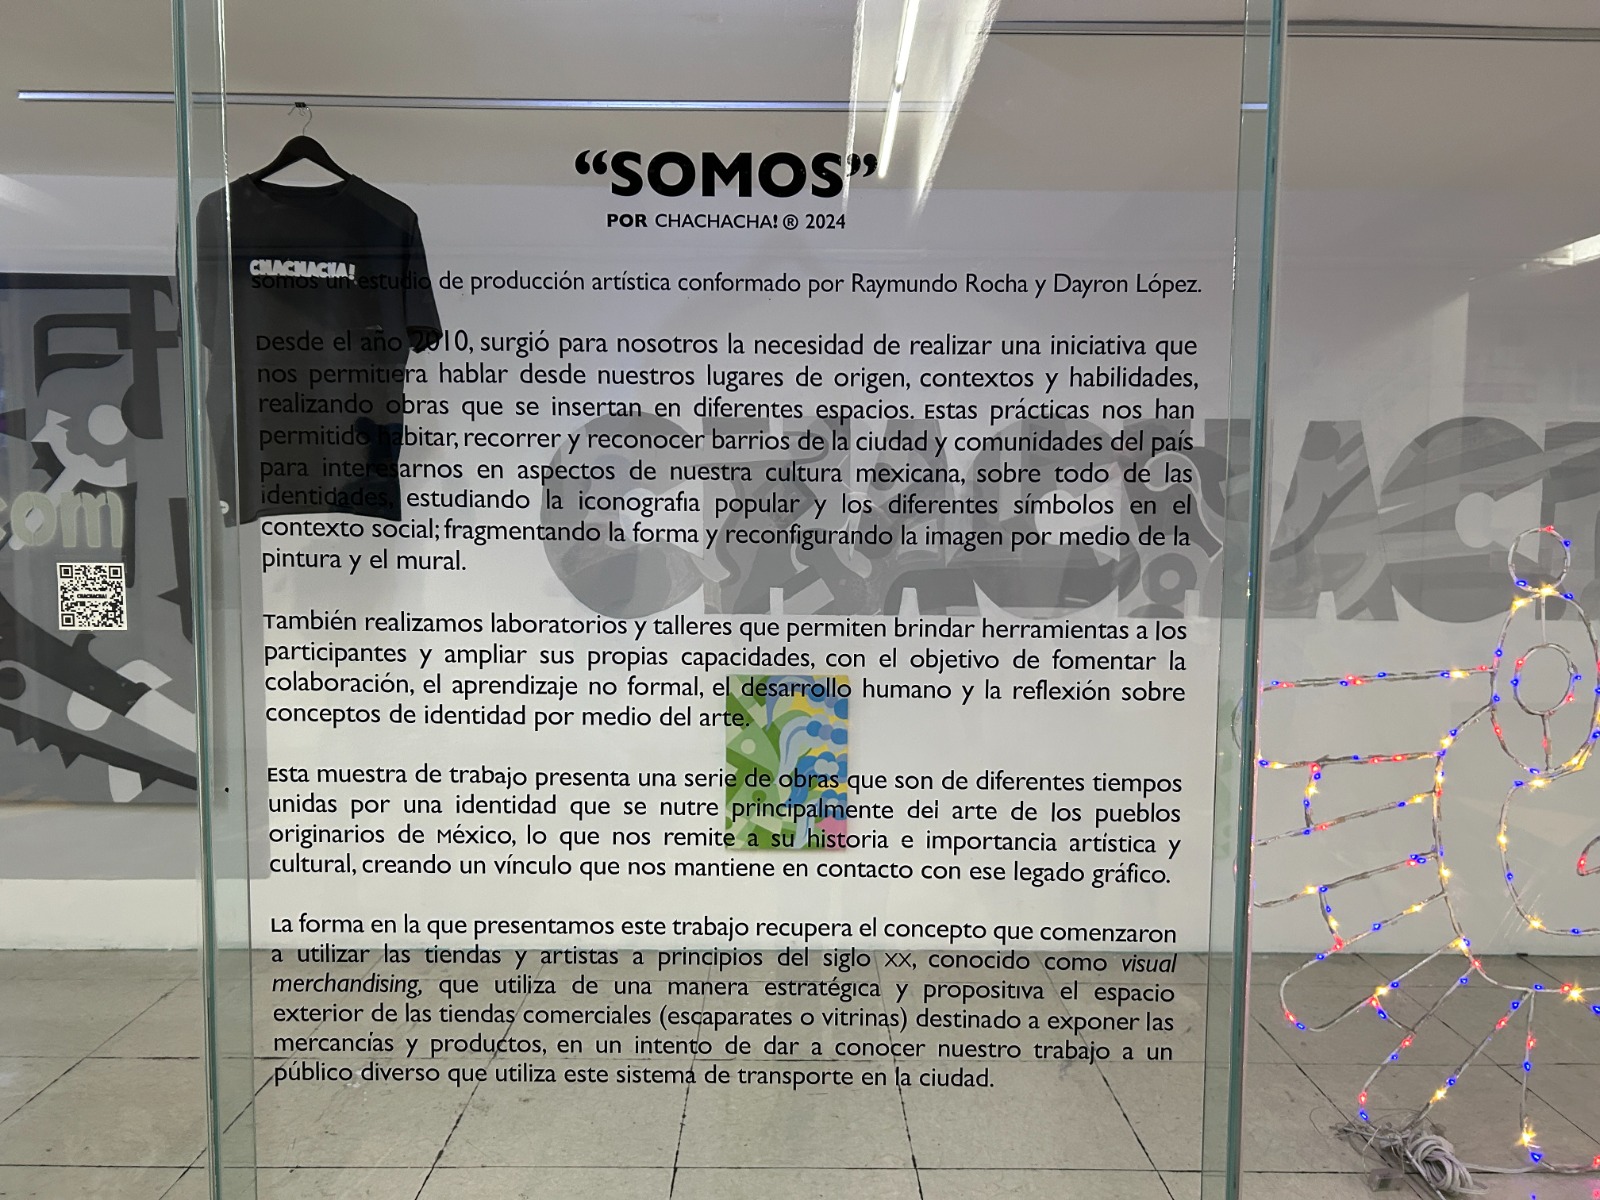 “SOMOS”
POR CHACHACHA! ® 2024
CHACHACHA!
somos un estudio de producción artística conformado por Raymundo Rocha y Dayron López.
Desde el año 2010, surgió para nosotros la necesidad de realizar una iniciativa que
nos permitiera hablar desde nuestros lugares de origen, contextos y habilidades,
realizando obras que se insertan en diferentes espacios. Estas prácticas nos han
permitido habitar, recorrer y reconocer barrios de la ciudad y comunidades del país
para interesarnos en aspectos de nuestra cultura mexicana, sobre todo de las
identidades, estudiando la iconografia popular y los diferentes símbolos en el
contexto social; fragmentando la forma y reconfigurando la imagen por medio de la
pintura y el mural.
También realizamos laboratorios y talleres que permiten brindar herramientas a los
participantes y ampliar sus propias capacidades, con el objetivo de fomentar la
colaboración, el aprendizaje no formal, el desarrollo humano y la reflexión sobre
conceptos de identidad por medio del arte.
Esta muestra de trabajo presenta una serie de obras que son de diferentes tiempos
unidas por una identidad que se nutre principalmente del arte de los pueblos
originarios de México, lo que nos remite a su historia e importancia artística y
cultural, creando un vínculo que nos mantiene en contacto con ese legado gráfico.
La forma en la que presentamos este trabajo recupera el concepto que comenzaron
a utilizar las tiendas y artistas a principios del siglo XX, conocido como visual
merchandising, que utiliza de una manera estratégica y propositiva el espacio
exterior de las tiendas comerciales (escaparates o vitrinas) destinado a exponer las
mercancías y productos, en un intento de dar a conocer nuestro trabajo a un
público diverso que utiliza este sistema de transporte en la ciudad.
.com
CHACHACHA!